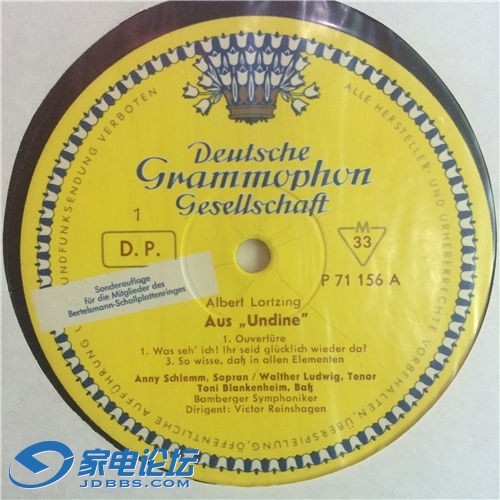 Deutsche
Grammophon
Gesellschaft
1
D. P.
M
33
P 71 156 A
Sonderauflage
für die Mitglieder des
Bertelsmann-Schallplattenringes
Albert Lortzing
Aus „Undine”
1. Ouvertüre
1. Was seh' ich! Ihr seid glücklich wieder da?
3. So wisse, daß in allen Elementen
Anny Schlemm, Sopran / Walther Ludwig, Tenor
Toni Blankenheim, Baß
Bamberger Symphoniker
Dirigent: Victor Reinshagen
ALLE HERSTELLER- UND URHEBERRECHTE VORBEHALTEN. ÜBERSPIELUNG, ÖFFENTLICHE AUFFÜHRUNG
RUNDFUNKSENDUNG VERBOTEN
家电论坛
JDBBS.COM